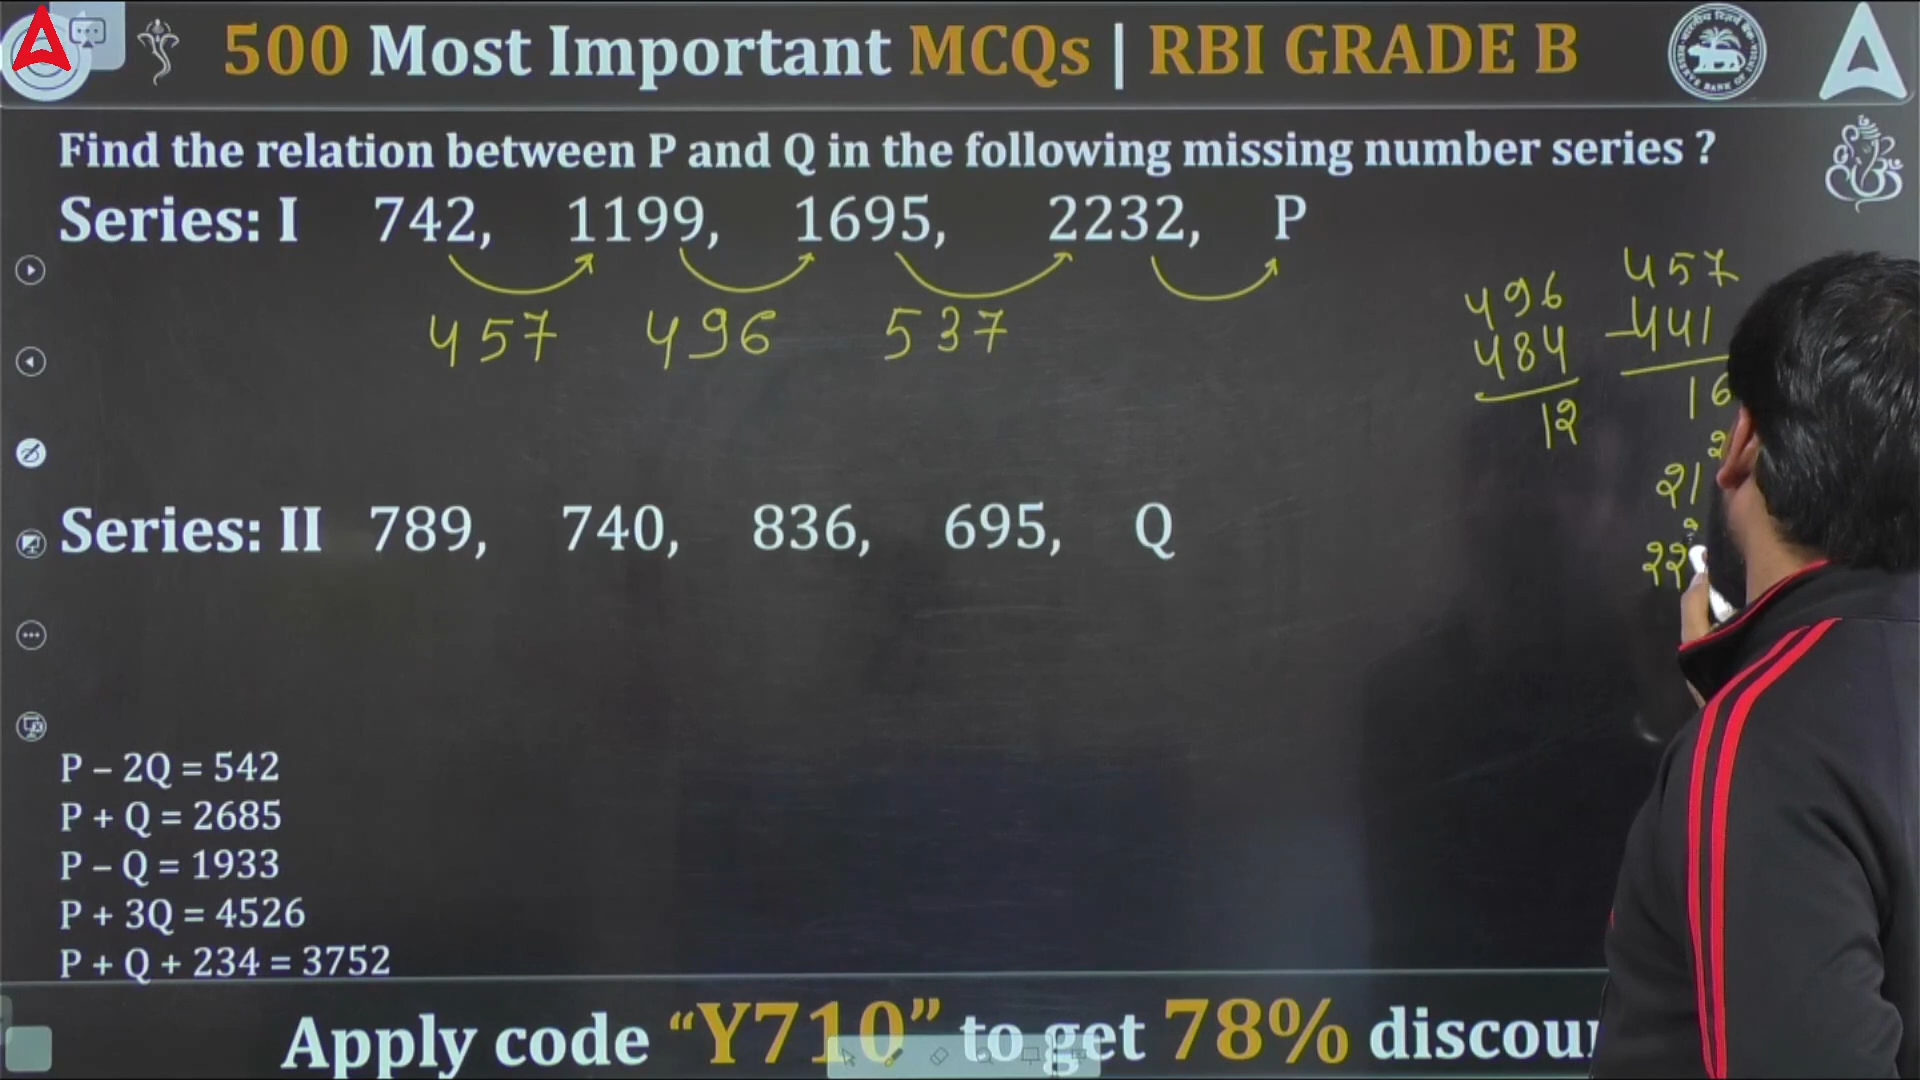 500 Most Important MCQs | RBI GRADE B
Find the relation between P and Q in the following missing number series ?
Series: I 742, 1199, 1695, 2232, P
457 496 537
496
484
12
457
-441
16
21²
22²
Series: II 789, 740, 836, 695, Q
P – 2Q = 542
P + Q = 2685
P – Q = 1933
P + 3Q = 4526
P + Q + 234 = 3752
Apply code “Y710” to get 78%